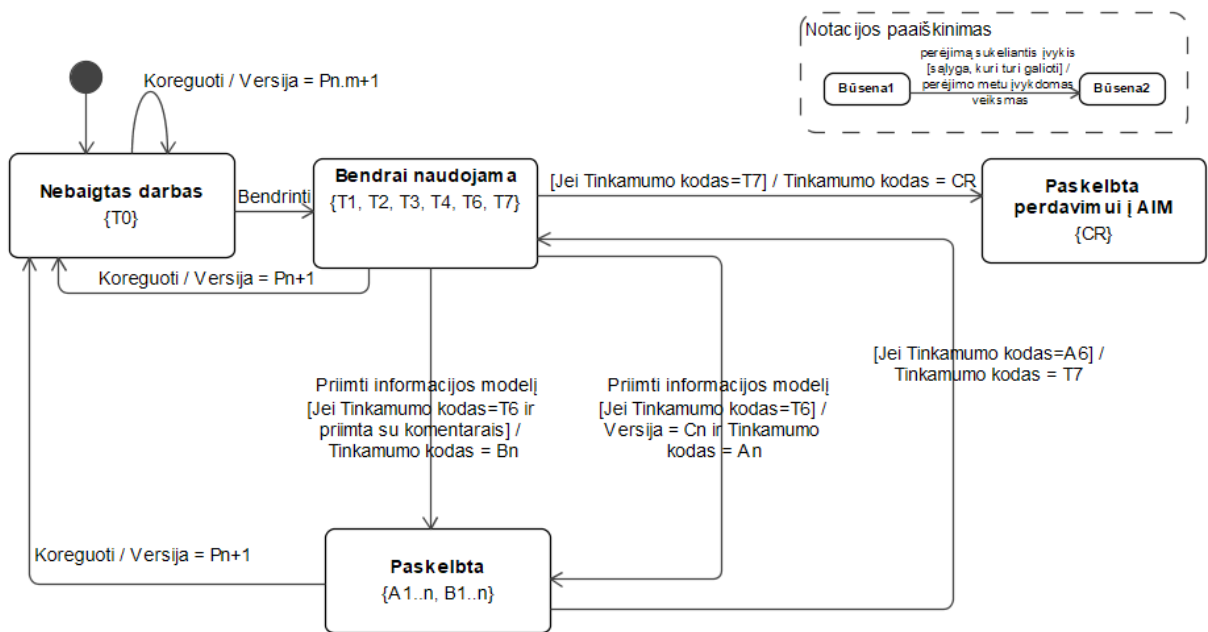 Notacijos paaiškinimas
perėjimą sukeliantis įvykis
[sąlyga, kuri turi galioti] /
perėjimo metu įvykdomas
veiksmas
Būsena1
Būsena2
Koreguoti / Versija = Pn.m+1
Nebaigtas darbas
{T0}
Bendrinti
Bendrai naudojama
{T1, T2, T3, T4, T6, T7}
[Jei Tinkamumo kodas=T7] / Tinkamumo kodas = CR
Paskelbta
perdavimui į AIM
{CR}
Koreguoti / Versija = Pn+1
Priimti informacijos modelį
[Jei Tinkamumo kodas=T6 ir
priimta su komentarais] /
Tinkamumo kodas = Bn
Priimti informacijos modelį
[Jei Tinkamumo kodas=T6] /
Versija = Cn ir Tinkamumo
kodas = An
[Jei Tinkamumo kodas=A6] /
Tinkamumo kodas = T7
Koreguoti / Versija = Pn+1
Paskelbta
{A1..n, B1..n}